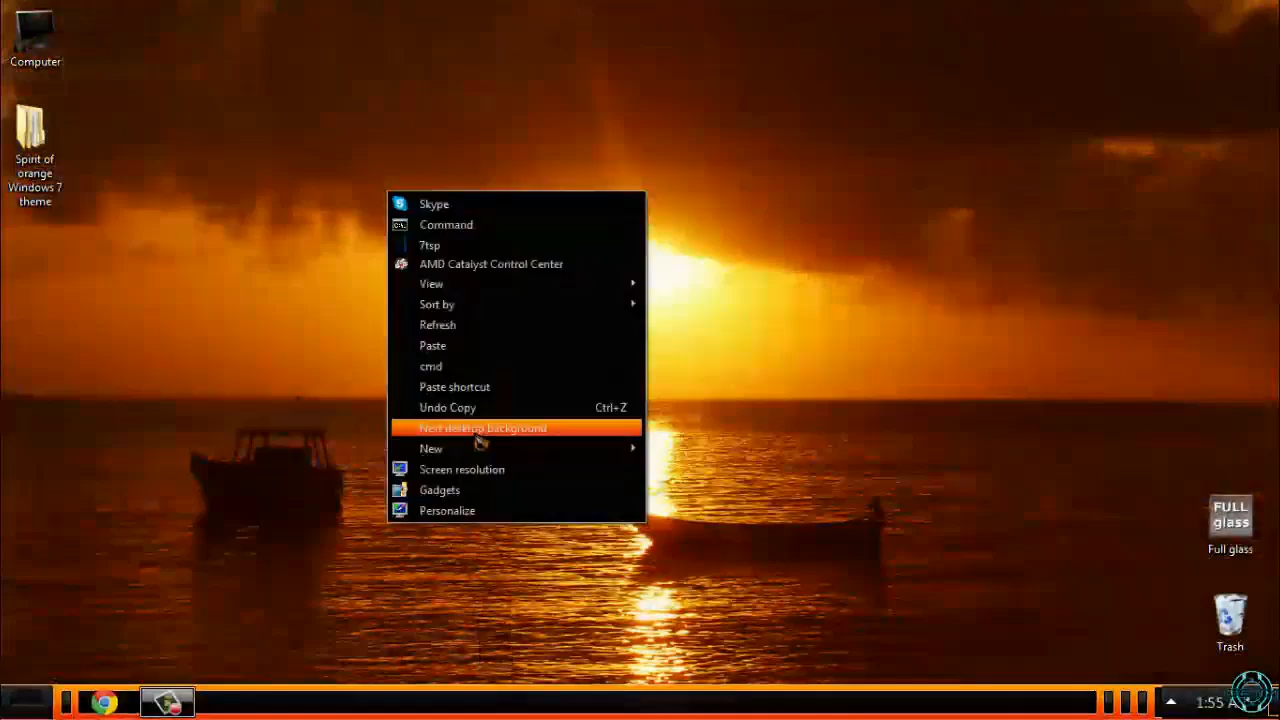 Computer
Spirit of
orange
Windows 7
theme
Skype
C:\.
Command
7tsp
AMD Catalyst Control Center
View
Sort by
Refresh
Paste
cmd
Paste shortcut
Undo Copy Ctrl+Z
Next desktop background
New
Screen resolution
Gadgets
Personalize
FULL
glass
Full glass
Trash
1:55